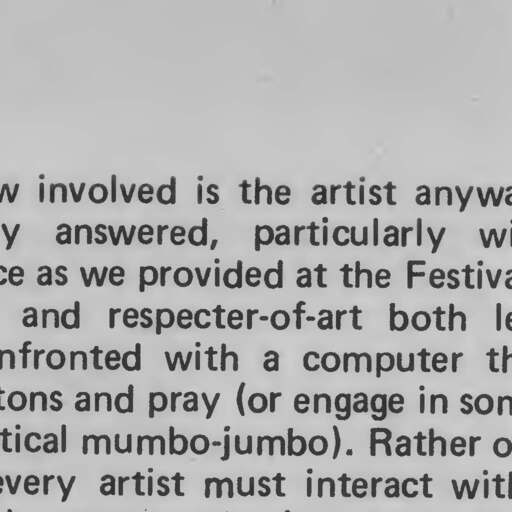 w involved is the artist anywa
y answered, particularly wi
ce as we provided at the Festiva
and respecter-of-art both le
nfronted with a computer th
tons and pray (or engage in som
tical mumbo-jumbo). Rather o
every artist must interact with